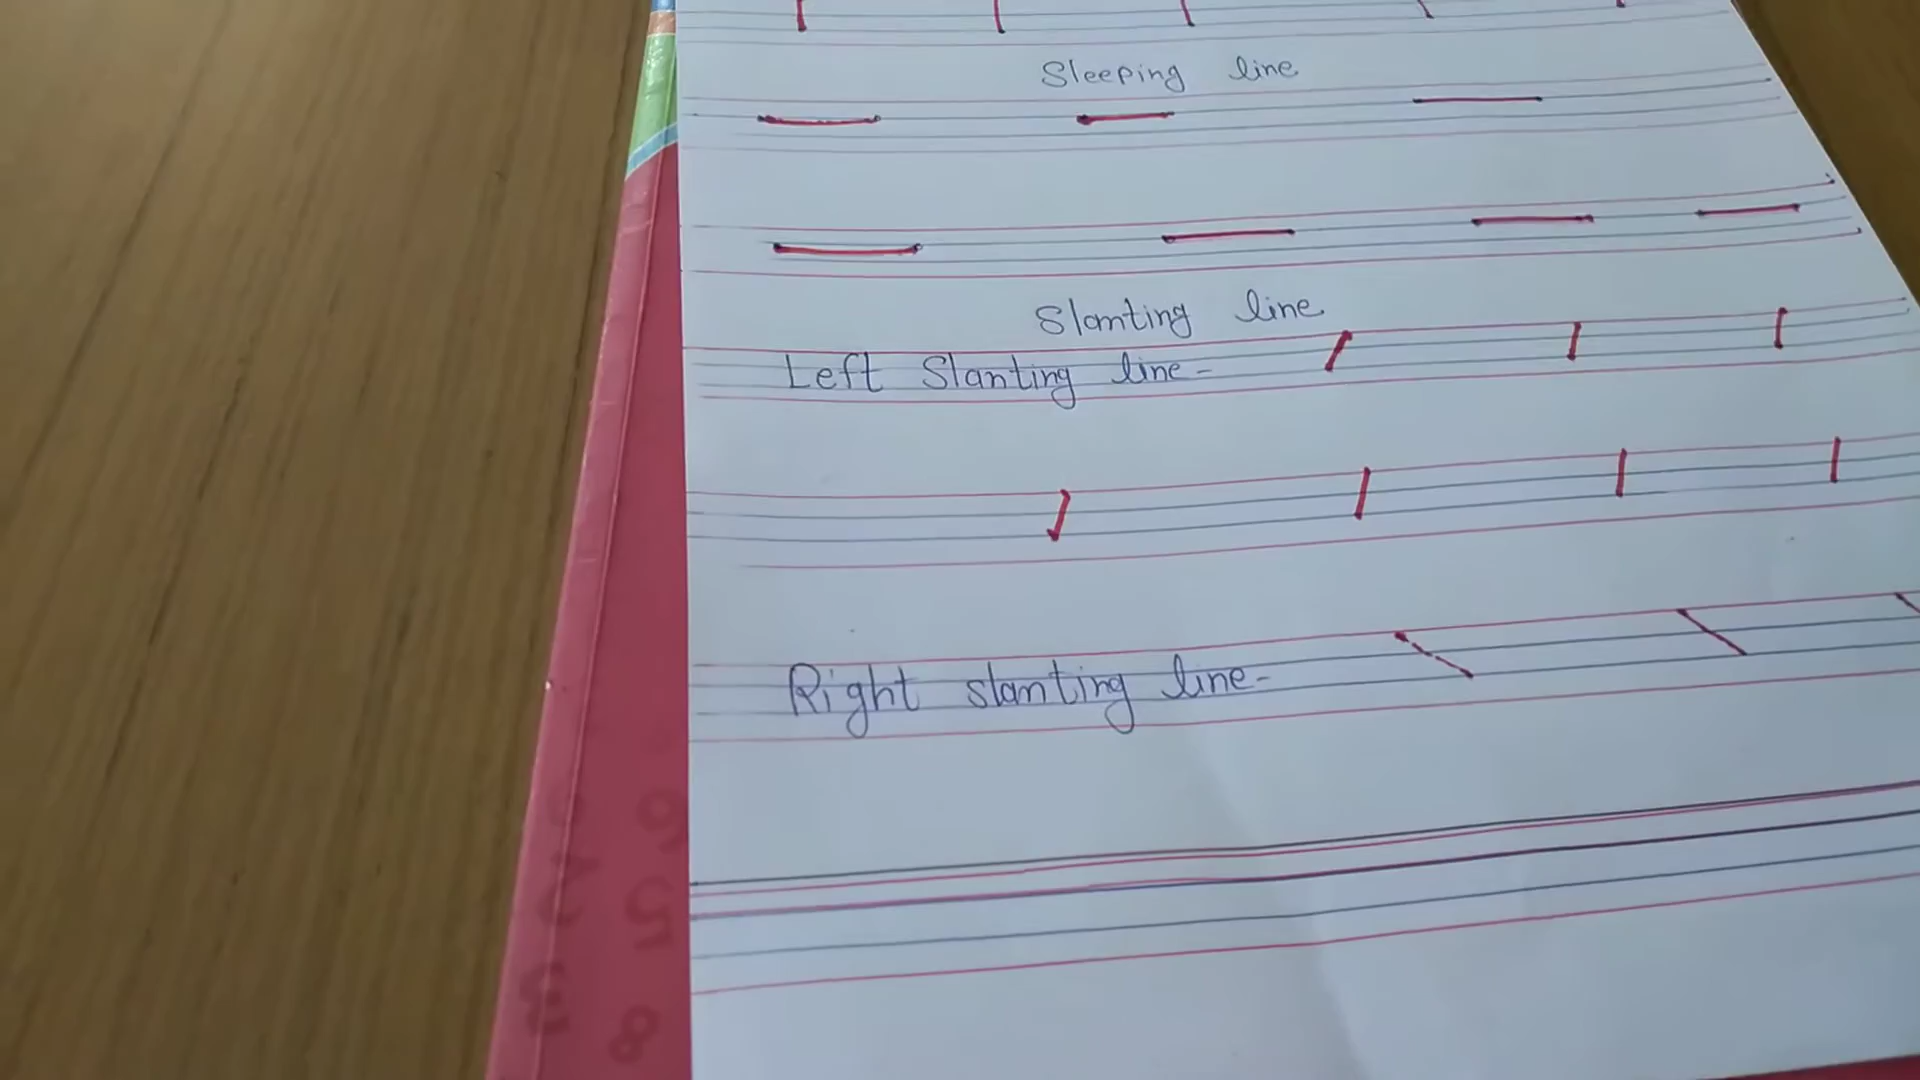 Sleeping line
Slanting line
Left Slanting line-
Right slanting line-